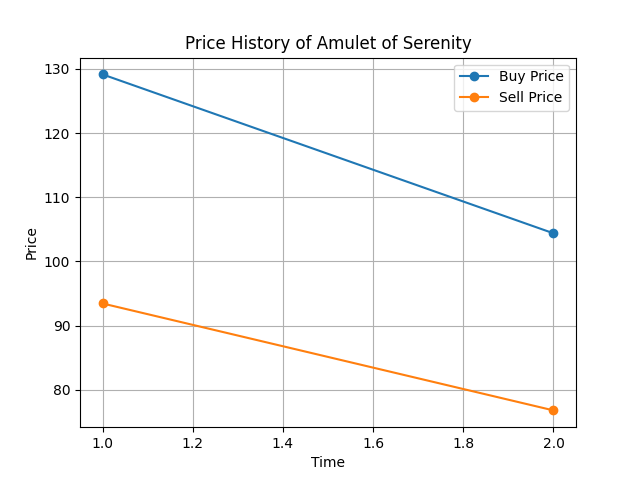 Price History of Amulet of Serenity
Buy Price
Sell Price
130
120
110
100
90
80
Price
1.0 1.2 1.4 1.6 1.8 2.0
Time